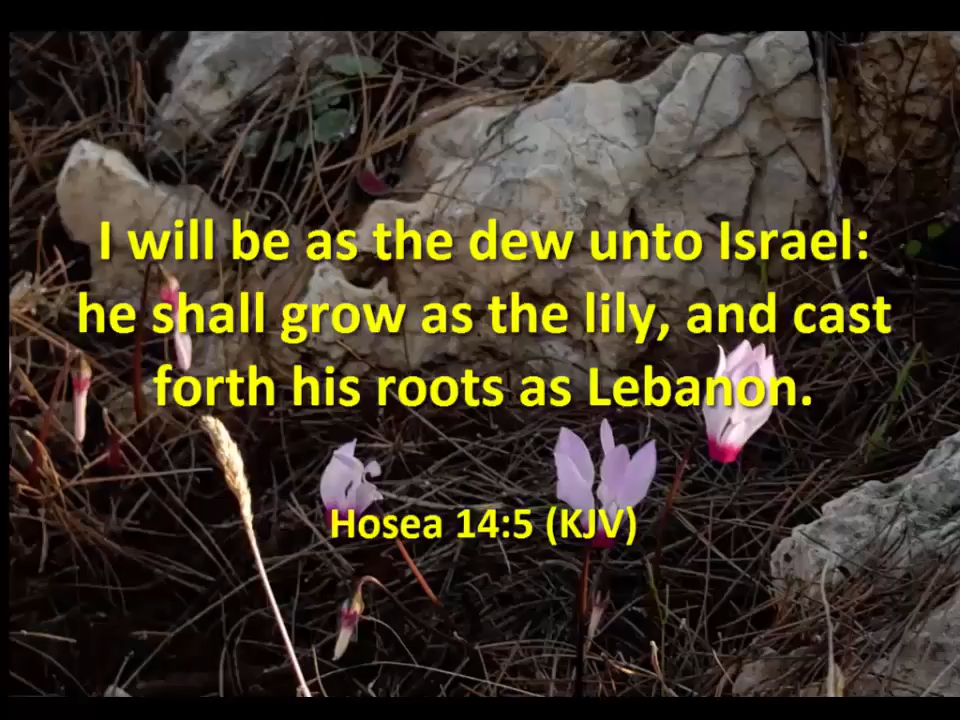 I will be as the dew unto Israel:
he shall grow as the lily, and cast
forth his roots as Lebanon.
Hosea 14:5 (KJV)